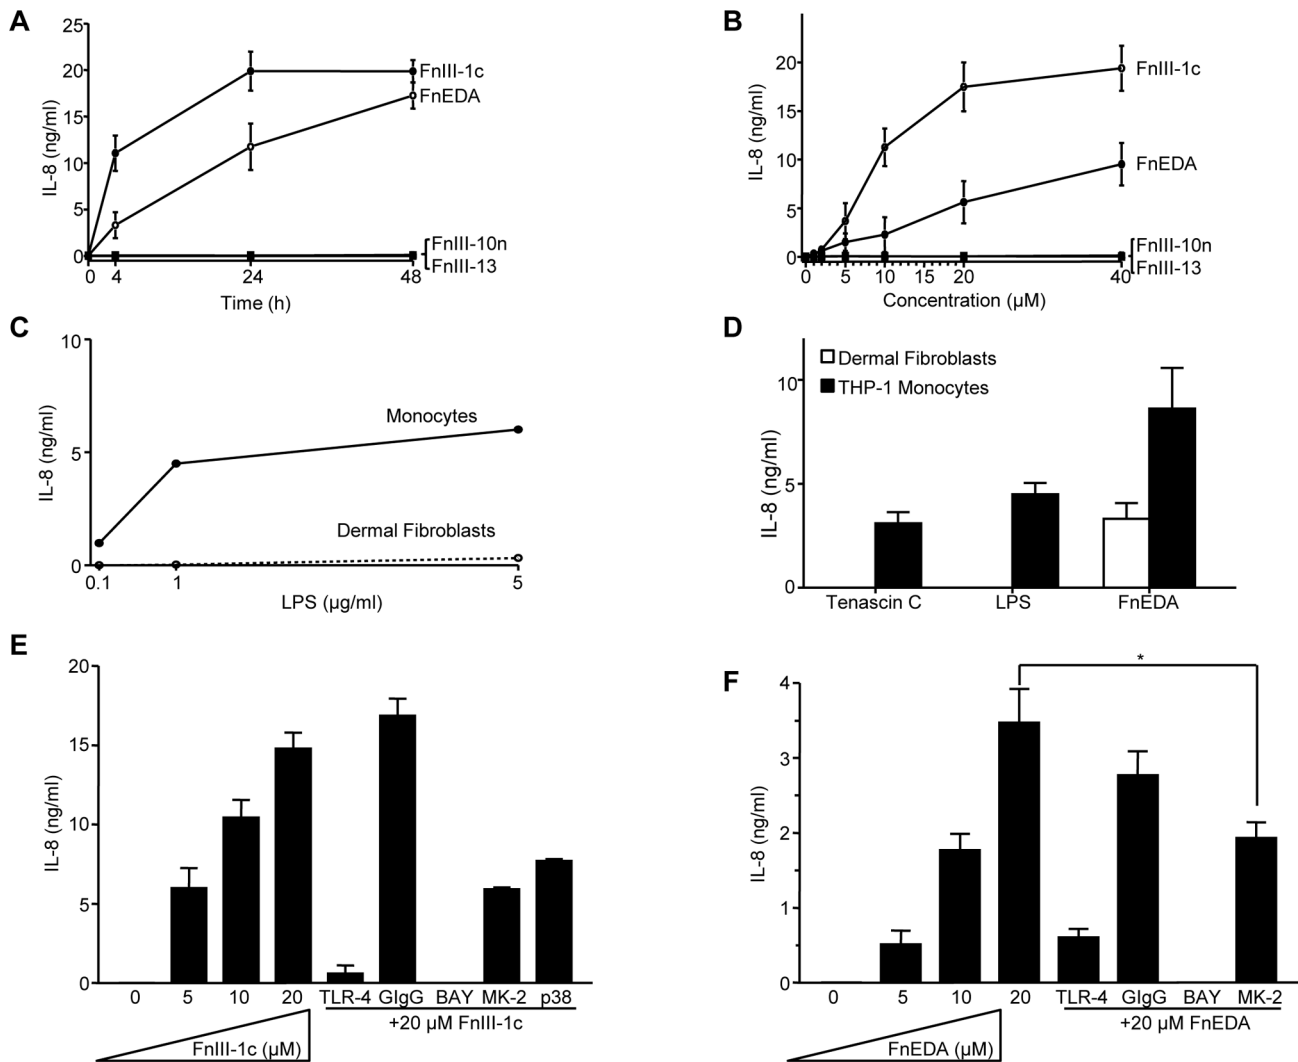 A
25
20
15
10
5
0
IL-8 (ng/ml)
FnIII-1c
FnEDA
FnIII-10n
FnIII-13
0 4 24 48
Time (h)
B
20
15
10
5
0
IL-8 (ng/ml)
FnIII-1c
FnEDA
FnIII-10n
FnIII-13
0 5 10 20 40
Concentration (µM)
C
10
5
0
IL-8 (ng/ml)
Monocytes
Dermal Fibroblasts
0.1 1 5
LPS (µg/ml)
D
Dermal Fibroblasts
THP-1 Monocytes
10
5
0
IL-8 (ng/ml)
Tenascin C LPS FnEDA
E
20
15
10
5
0
IL-8 (ng/ml)
0 5 10 20 TLR-4 GIgG BAY MK-2 p38
+20 µM FnIII-1c
FnIII-1c (µM)
F
*
4
3
2
1
0
IL-8 (ng/ml)
0 5 10 20 TLR-4 GIgG BAY MK-2
+20 µM FnEDA
FnEDA (µM)